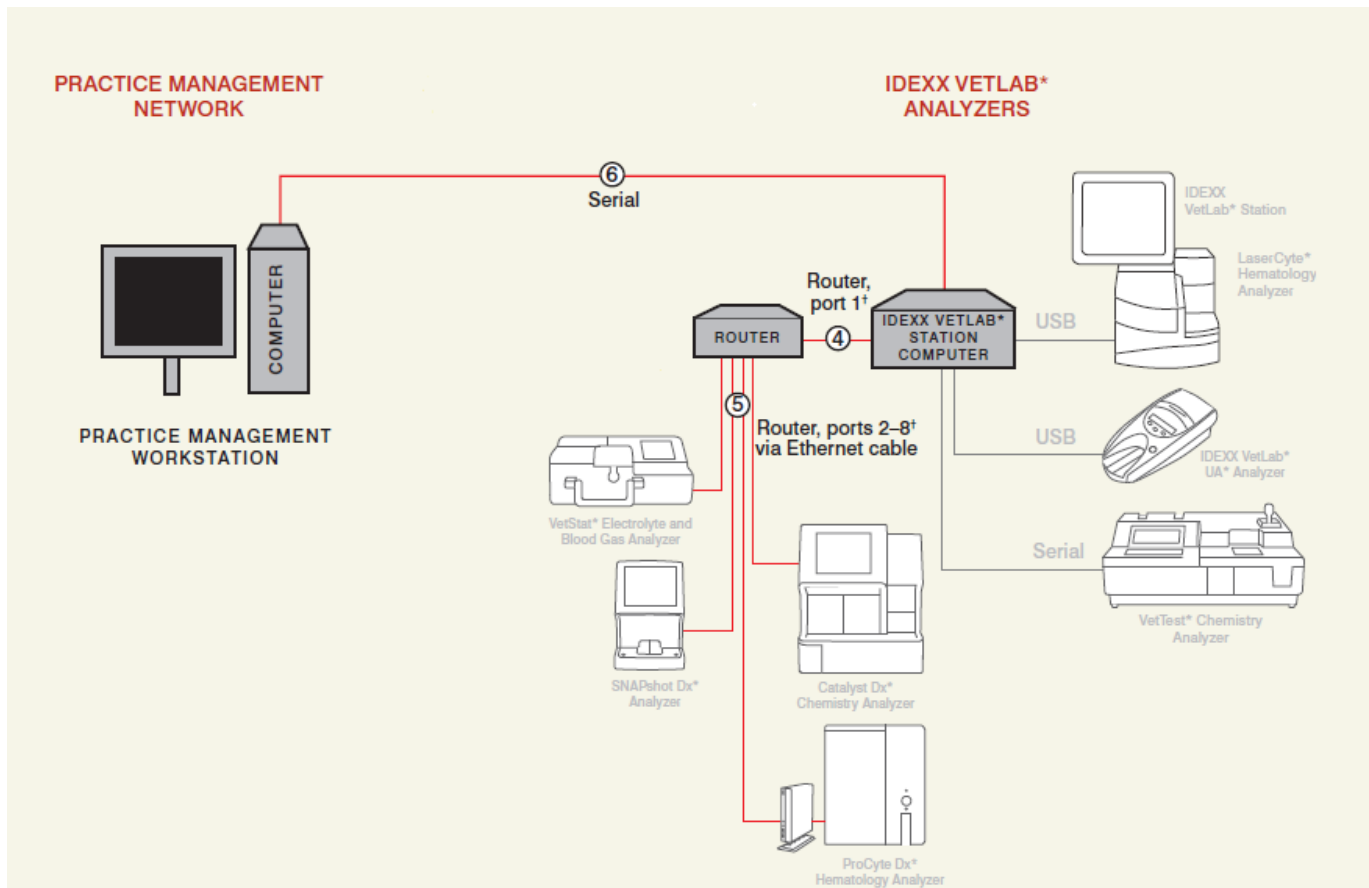 PRACTICE MANAGEMENT
NETWORK
IDEXX VETLAB*
ANALYZERS
⑥
Serial
IDEXX
VetLab* Station
LaserCyte*
Hematology
Analyzer
COMPUTER
Router,
port 1†
④
ROUTER
IDEXX VETLAB*
STATION
COMPUTER
USB
⑤
Router, ports 2–8†
via Ethernet cable
PRACTICE MANAGEMENT
WORKSTATION
USB
IDEXX VetLab*
UA* Analyzer
VetStat* Electrolyte and
Blood Gas Analyzer
Serial
VetTest* Chemistry
Analyzer
SNAPshot Dx*
Analyzer
Catalyst Dx*
Chemistry Analyzer
ProCyte Dx*
Hematology Analyzer